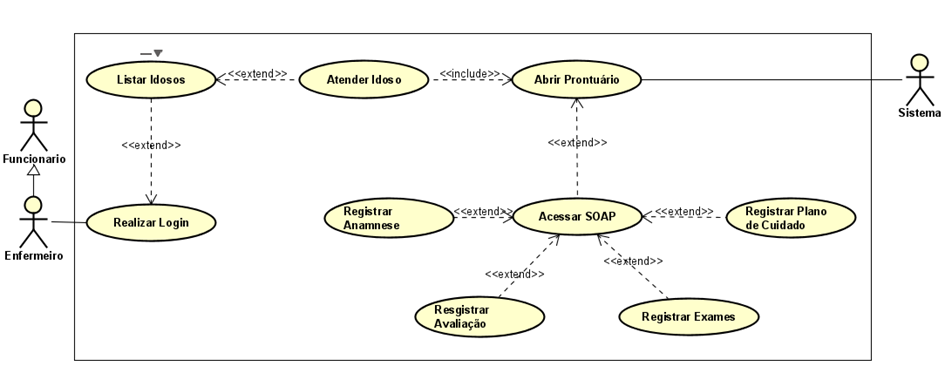 Listar Idosos
<<extend>>
Atender Idoso
<<include>>
Abrir Prontuário
Sistema
Funcionario
<<extend>>
<<extend>>
Realizar Login
Enfermeiro
Registrar
Anamnese
<<extend>>
Acessar SOAP
<<extend>>
Registrar Plano
de Cuidado
<<extend>>
<<extend>>
Resgistrar
Avaliação
Registrar Exames